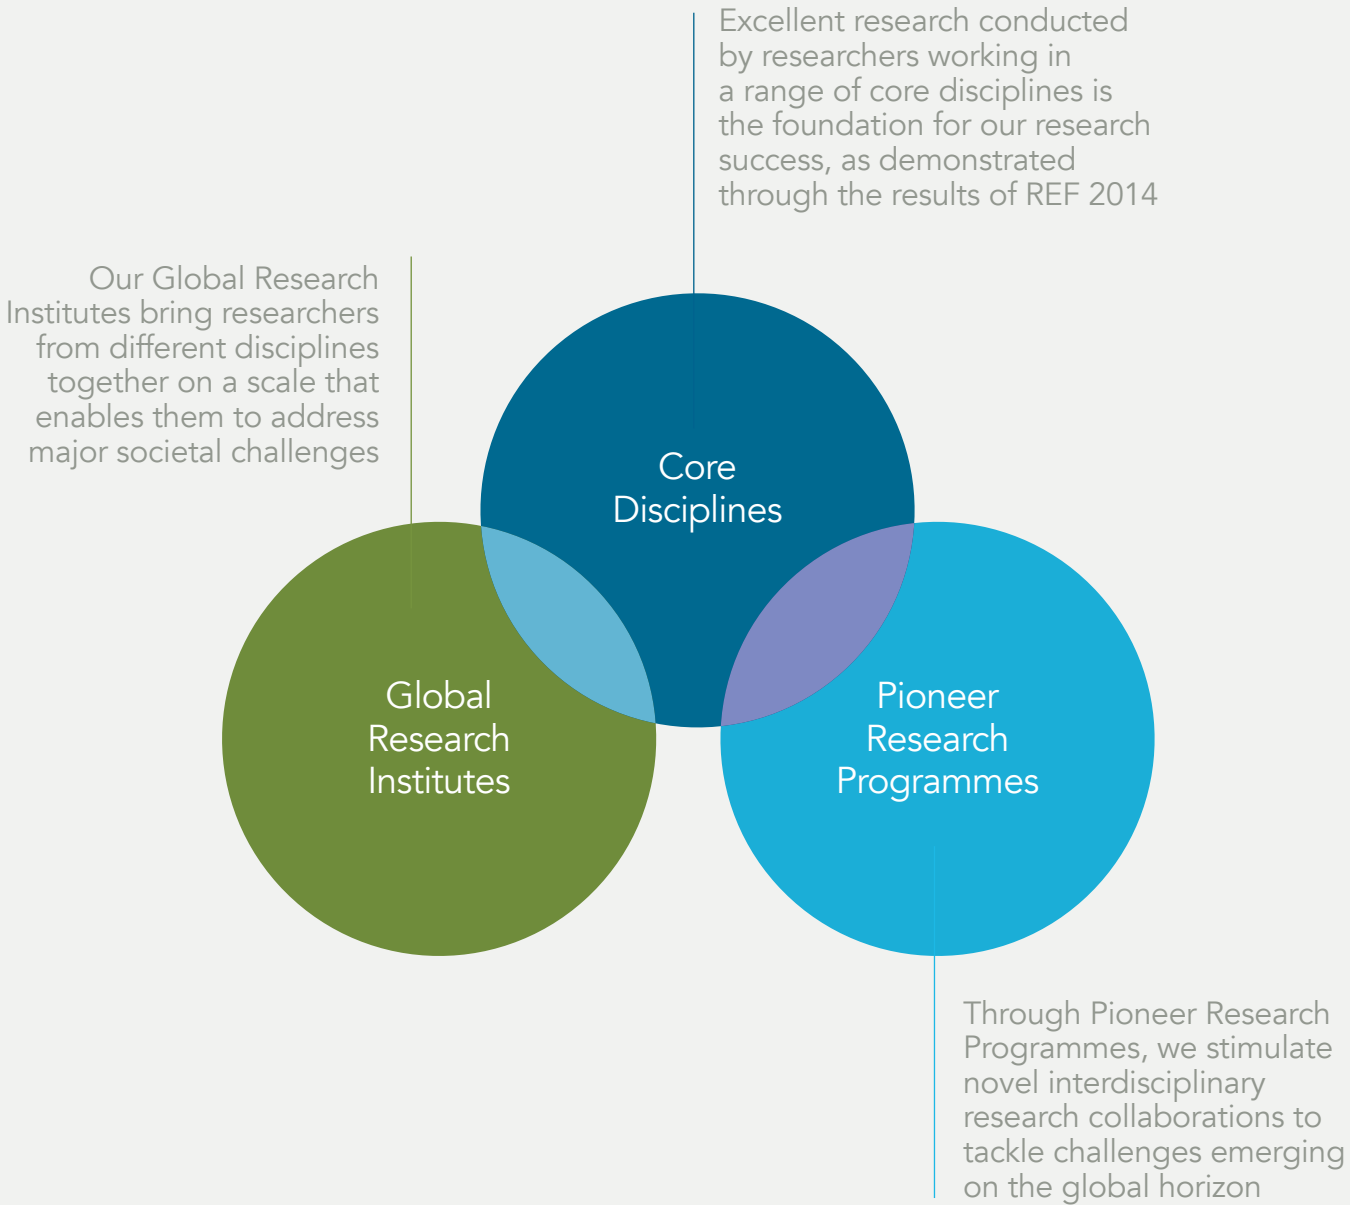 Excellent research conducted
by researchers working in
a range of core disciplines is
the foundation for our research
success, as demonstrated
through the results of REF 2014
Our Global Research
Institutes bring researchers
from different disciplines
together on a scale that
enables them to address
major societal challenges
Core
Disciplines
Global
Research
Institutes
Pioneer
Research
Programmes
Through Pioneer Research
Programmes, we stimulate
novel interdisciplinary
research collaborations to
tackle challenges emerging
on the global horizon